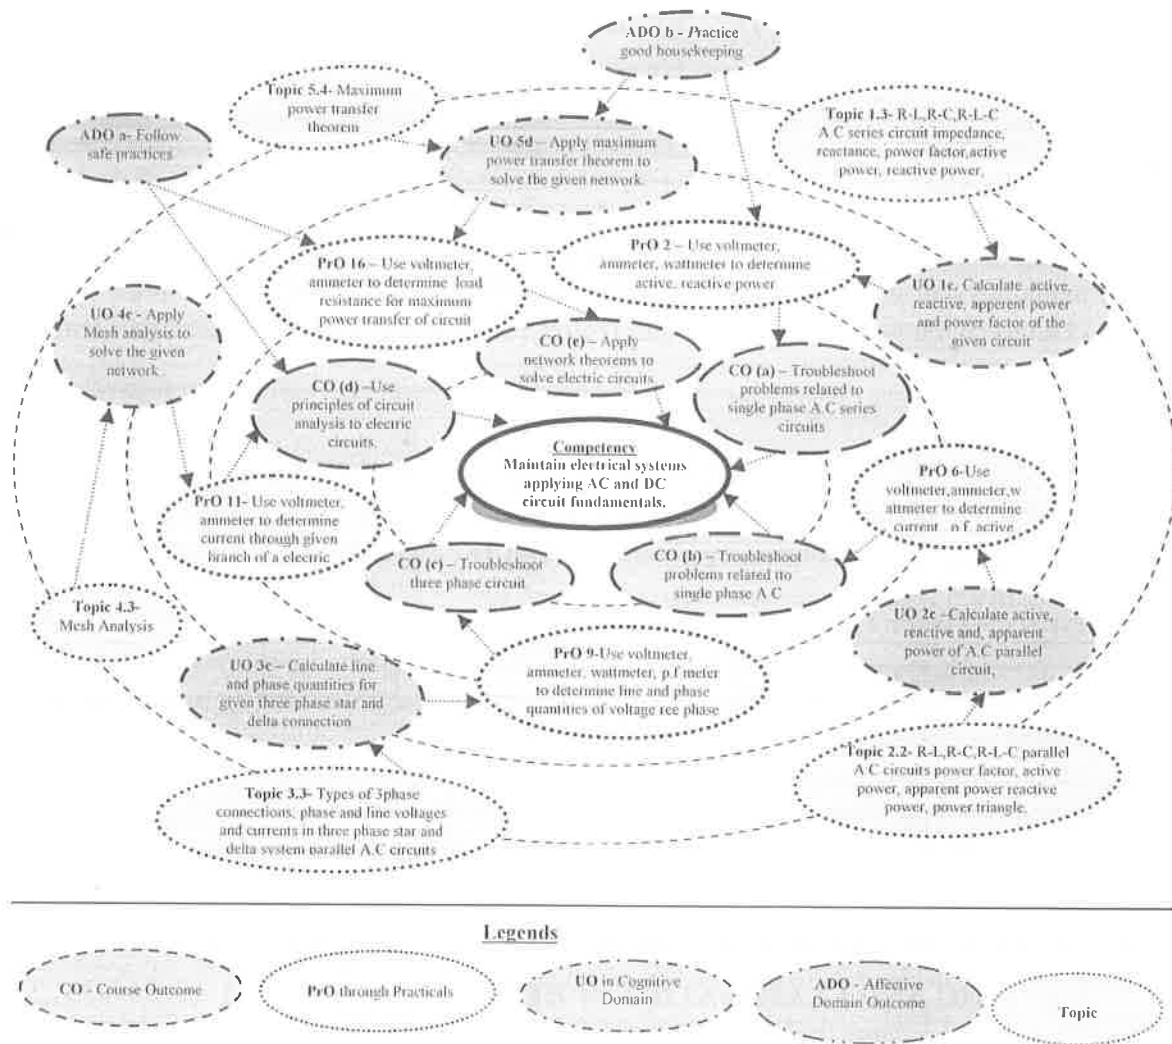 ADO b - Practice
good housekeeping
Topic 5.4- Maximum
power transfer
theorem
Topic 1.3- R-L,R-C,R-L-C
A C series circuit impedance,
reactance, power factor,active
power, reactive power,
ADO a- Follow
safe practices
UO 5d – Apply maximum
power transfer theorem to
solve the given network.
PrO 16 – Use voltmeter,
ammeter to determine load
resistance for maximum
power transfer of circuit
PrO 2 – Use voltmeter,
ammeter, wattmeter to determine
active, reactive power
UO 1c. Calculate active,
reactive, apperent power
and power factor of the
given circuit
UO 4c - Apply
Mesh analysis to
solve the given
network.
CO (e) – Apply
network theorems to
solve electric circuits
CO (d) –Use
principles of circuit
analysis to electric
circuits.
CO (a) – Troubleshoot
problems related to
single phase A.C series
circuits
Competency
Maintain electrical systems
applying AC and DC
circuit fundamentals.
PrO 11- Use voltmeter,
ammeter to determine
current through given
branch of a electric
PrO 6-Use
voltmeter,ammeter,w
attmeter to determine
current p.f. active
CO (c) – Troubleshoot
three phase circuit
CO (b) – Troubleshoot
problems related tto
single phase A C
Topic 4.3-
Mesh Analysis
UO 2c –Calculate active,
reactive and, apparent
power of A.C parallel
circuit,
UO 3c – Calculate line
and phase quantities for
given three phase star and
delta connection
PrO 9-Use voltmeter,
ammeter, wattmeter, p.f meter
to determine line and phase
quantities of voltage ree phase
Topic 2.2- R-L,R-C,R-L-C parallel
A C circuits power factor, active
power, apparent power reactive
power, power triangle.
Topic 3.3- Types of 3phase
connections, phase and line voltages
and currents in three phase star and
delta system parallel A.C circuits
Legends
CO - Course Outcome
PrO through Practicals
UO in Cognitive
Domain
ADO - Affective
Domain Outcome
Topic